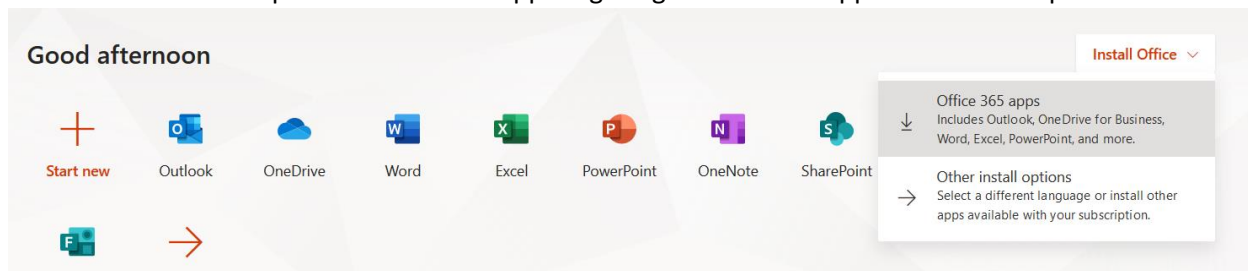 Good afternoon
Install Office
Office 365 apps
Includes Outlook, OneDrive for Business,
Word, Excel, PowerPoint, and more.
Start new
Outlook
OneDrive
Word
Excel
PowerPoint
OneNote
SharePoint
Other install options
Select a different language or install other
apps available with your subscription.